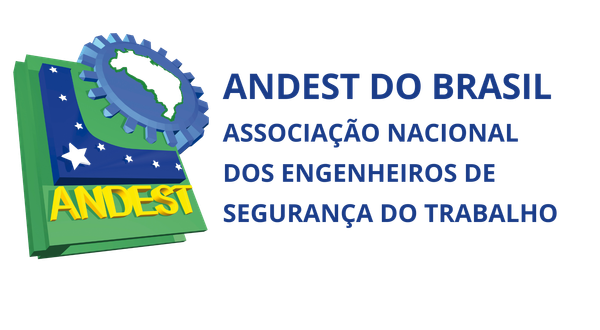 ANDEST
ANDEST DO BRASIL
ASSOCIAÇÃO NACIONAL
DOS ENGENHEIROS DE
SEGURANÇA DO TRABALHO